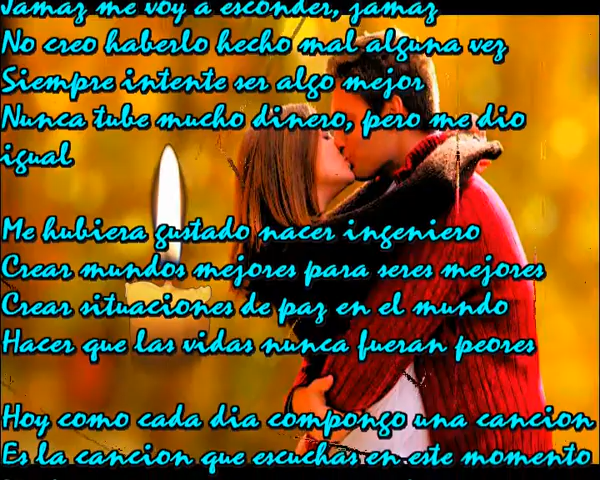 Jamaz me voy a esconder, jamaz
No creo haberlo hecho mal alguna vez
Siempre intente ser algo mejor
Nunca tube mucho dinero, pero me dio
igual
Me hubiera gustado nacer ingeniero
Crear mundos mejores para seres mejores
Crear situaciones de paz en el mundo
Hacer que las vidas nunca fueran peores
Hoy como cada dia compongo una cancion
Es la cancion que escuchas en este momento